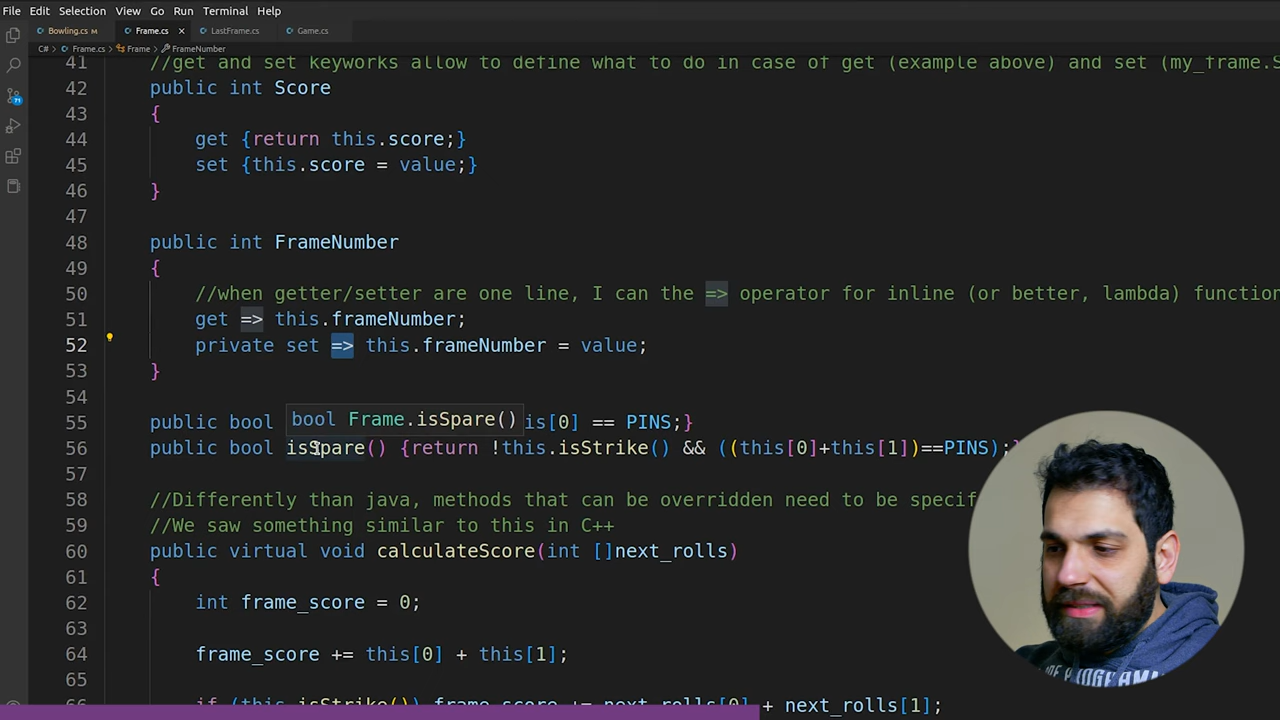 File Edit Selection View Go Run Terminal Help
Bowling.cs M Frame.cs × LastFrame.cs Game.cs
C# > Frame.cs > Frame > FrameNumber
41 //get and set keyworks allow to define what to do in case of get (example above) and set (my_frame.S
42 public int Score
43 {
44 get {return this.score;}
45 set {this.score = value;}
46 }
47
48 public int FrameNumber
49 {
50 //when getter/setter are one line, I can the => operator for inline (or better, lambda) function
51 get => this.frameNumber;
52 private set => this.frameNumber = value;
53 }
54
bool Frame.isSpare()
55 public bool is[0] == PINS;}
56 public bool isSpare() {return !this.isStrike() && ((this[0]+this[1])==PINS);}
57
58 //Differently than java, methods that can be overridden need to be specif
59 //We saw something similar to this in C++
60 public virtual void calculateScore(int []next_rolls)
61 {
62 int frame_score = 0;
63
64 frame_score += this[0] + this[1];
65
66 if (this.isStrike()) frame_score += next_rolls[0] + next_rolls[1];